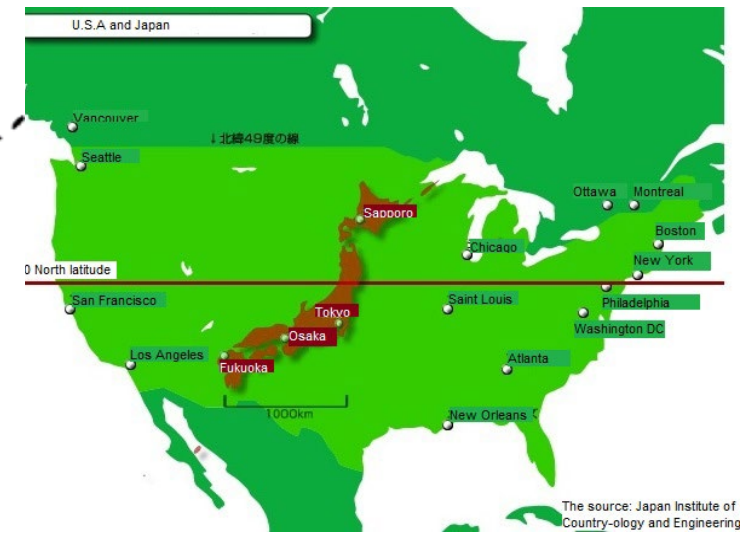 U.S.A and Japan
Vancouver
↓北緯49度の線
Seattle
Ottawa
Montreal
Sapporo
Boston
Chicago
New York
0 North latitude
San Francisco
Saint Louis
Philadelphia
Tokyo
Washington DC
Osaka
Los Angeles
Atlanta
Fukuoka
1000km
New Orleans
The source: Japan Institute of
Country-ology and Engineering